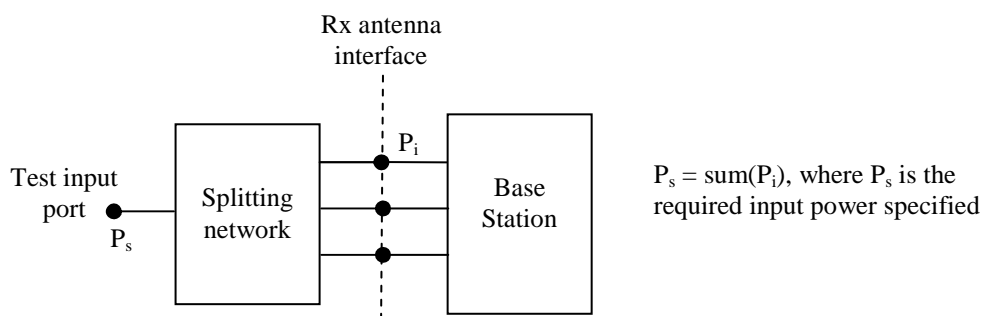 Rx antenna
interface
P_i
Test input
port
P_s
Splitting
network
Base
Station
P_s = sum(P_i), where P_s is the
required input power specified